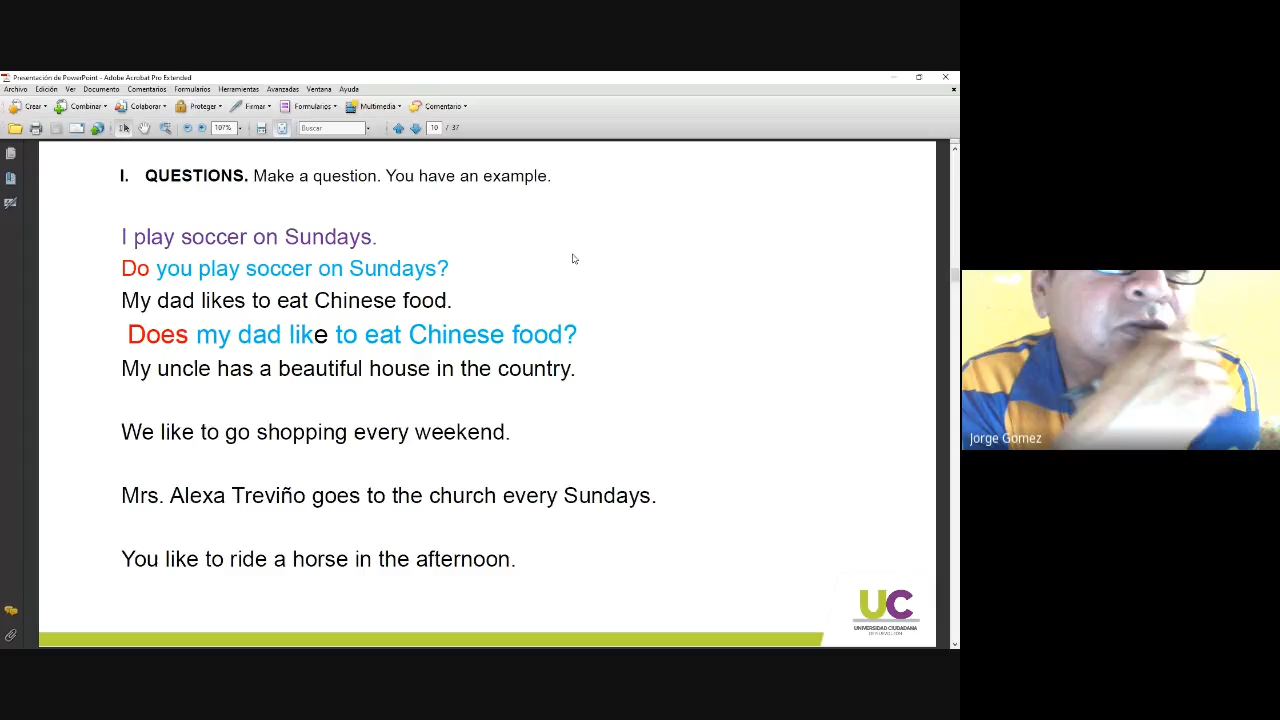 Presentación de PowerPoint - Adobe Acrobat Pro Extended
Archivo Edición Ver Documento Comentarios Formularios Herramientas Avanzadas Ventana Ayuda
Crear Combinar Colaborar Proteger Firmar Formularios Multimedia Comentario
107% Buscar 10 / 37
I. QUESTIONS. Make a question. You have an example.
I play soccer on Sundays.
Do you play soccer on Sundays?
My dad likes to eat Chinese food.
Does my dad like to eat Chinese food?
My uncle has a beautiful house in the country.
We like to go shopping every weekend.
Mrs. Alexa Treviño goes to the church every Sundays.
You like to ride a horse in the afternoon.
UC
UNIVERSIDAD CIUDADANA
DE NUEVO LEÓN
Jorge Gomez